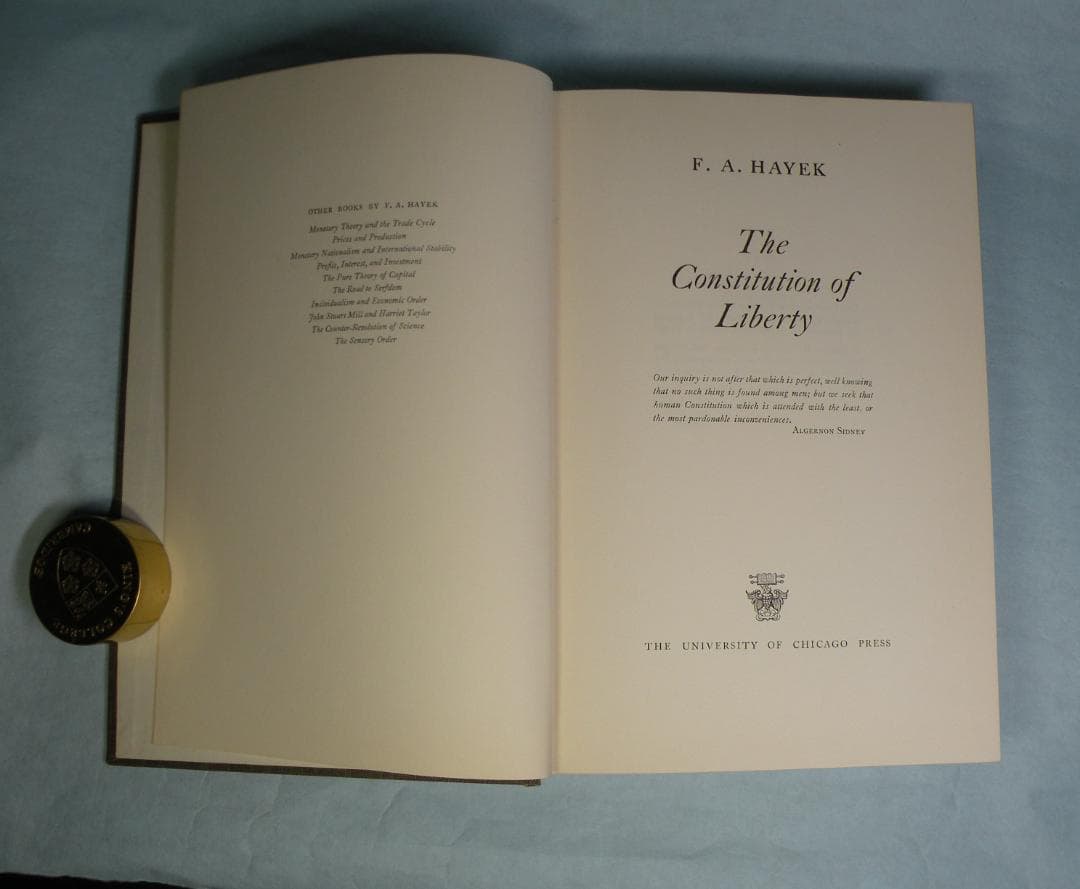 OTHER BOOKS BY F. A. HAYEK
Monetary Theory and the Trade Cycle
Prices and Production
Monetary Nationalism and International Stability
Profits, Interest, and Investment
The Pure Theory of Capital
The Road to Serfdom
Individualism and Economic Order
John Stuart Mill and Harriet Taylor
The Counter-Revolution of Science
The Sensory Order
F. A. HAYEK
The
Constitution of
Liberty
Our inquiry is not after that which is perfect, well knowing
that no such thing is found among men; but we seek that
human Constitution which is attended with the least, or
the most pardonable inconveniences.
ALGERNON SIDNEY
THE UNIVERSITY OF CHICAGO PRESS
KING'S COLLEGE
CAMBRIDGE